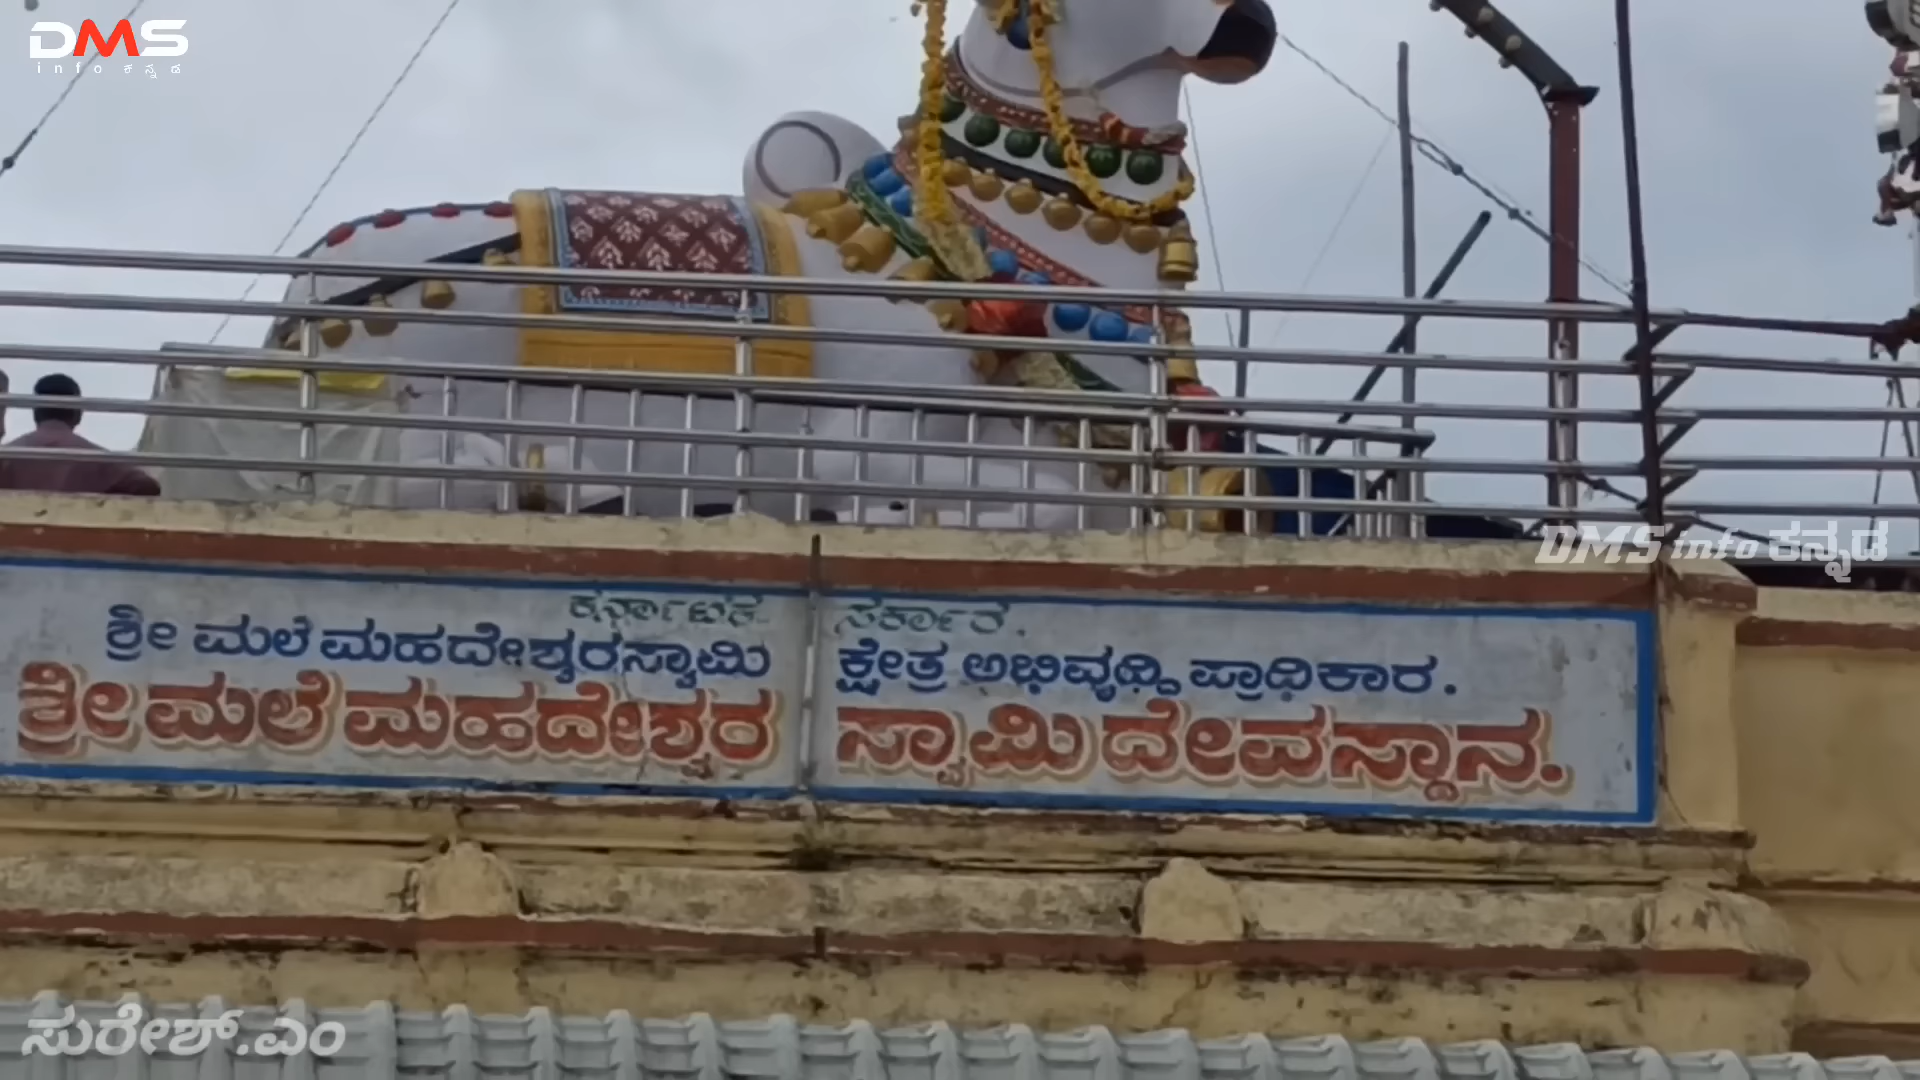 DMS
info ಕನ್ನಡ
DMS info ಕನ್ನಡ
ಕರ್ನಾಟಕ ಸರ್ಕಾರ.
ಶ್ರೀ ಮಲೆ ಮಹದೇಶ್ವರಸ್ವಾಮಿ ಕ್ಷೇತ್ರ ಅಭಿವೃಧ್ದಿ ಪ್ರಾಧಿಕಾರ.
ಶ್ರೀ ಮಲೆ ಮಹದೇಶ್ವರ ಸ್ವಾಮಿ ದೇವಸ್ಥಾನ.
ಸುರೇಶ್.ಎಂ